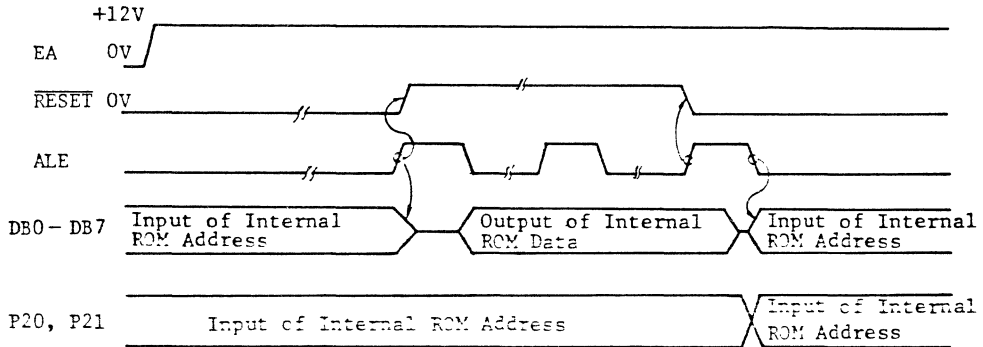 +12V
EA 0V
RESET 0V
ALE
DB0 – DB7
Input of Internal
ROM Address
Output of Internal
ROM Data
Input of Internal
ROM Address
P20, P21
Input of Internal ROM Address
Input of Internal
ROM Address